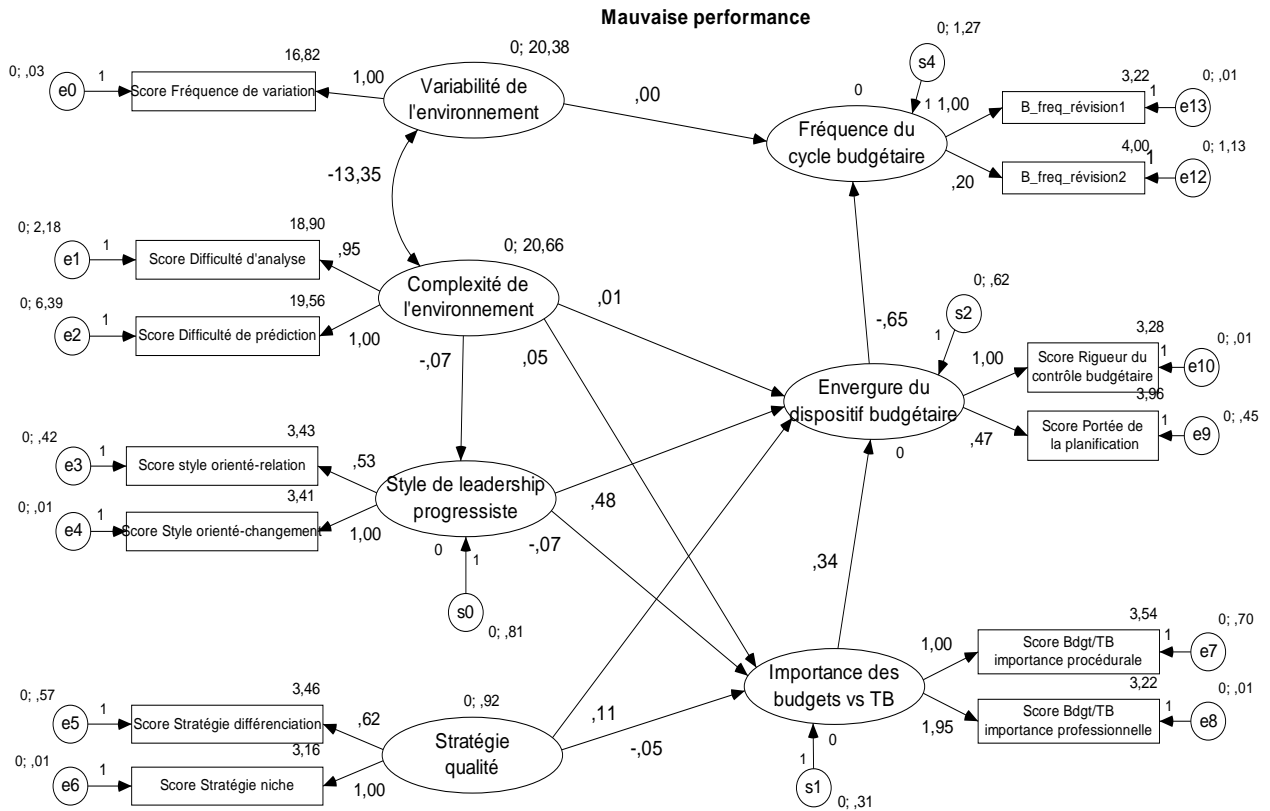 Mauvaise performance
0; 1,27
s4
0; 20,38
16,82
0; ,03
e0
1
Score Fréquence de variation
1,00
Variabilité de
l'environnement
,00
0
1
Fréquence du
cycle budgétaire
1,00
3,22
B_freq_révision1
1
0; ,01
e13
,20
4,00
B_freq_révision2
1
0; 1,13
e12
-13,35
0; 2,18
e1
1
18,90
Score Difficulté d'analyse
,95
0; 20,66
Complexité de
l'environnement
0; 6,39
e2
1
19,56
Score Difficulté de prédiction
1,00
,01
-,07
,05
-,65
0; ,62
s2
1
Envergure du
dispositif budgétaire
0
1,00
3,28
Score Rigueur du
contrôle budgétaire
1
0; ,01
e10
,47
3,96
Score Portée de
la planification
1
0; ,45
e9
0; ,42
e3
1
3,43
Score style orienté-relation
,53
Style de leadership
progressiste
0; ,01
e4
1
3,41
Score Style orienté-changement
1,00
0
1
s0
0; ,81
,48
-,07
,34
0; ,57
e5
1
3,46
Score Stratégie différenciation
,62
0; ,92
Stratégie
qualité
0; ,01
e6
1
3,16
Score Stratégie niche
1,00
,11
-,05
Importance des
budgets vs TB
0
1
s1
0; ,31
1,00
3,54
Score Bdgt/TB
importance procédurale
1
0; ,70
e7
1,95
3,22
Score Bdgt/TB
importance professionnelle
1
0; ,01
e8